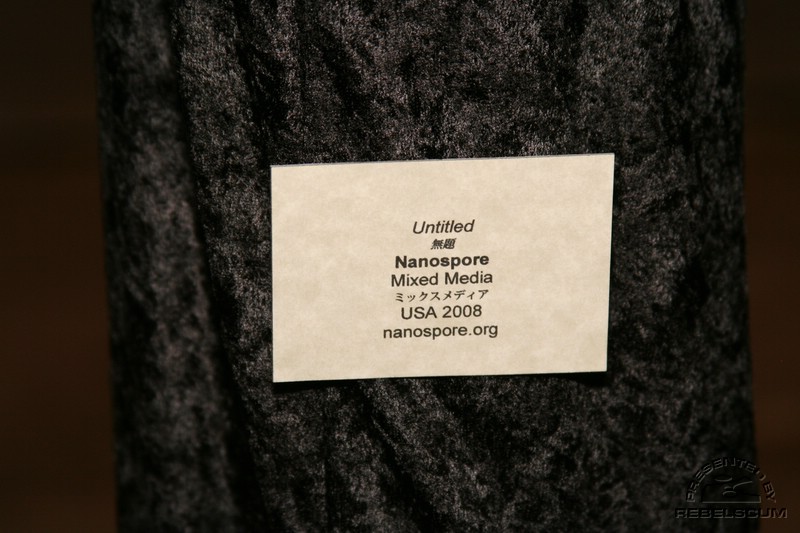 Untitled
無題
Nanospore
Mixed Media
ミックスメディア
USA 2008
nanospore.org
PRESENTED BY
REBELSCUM